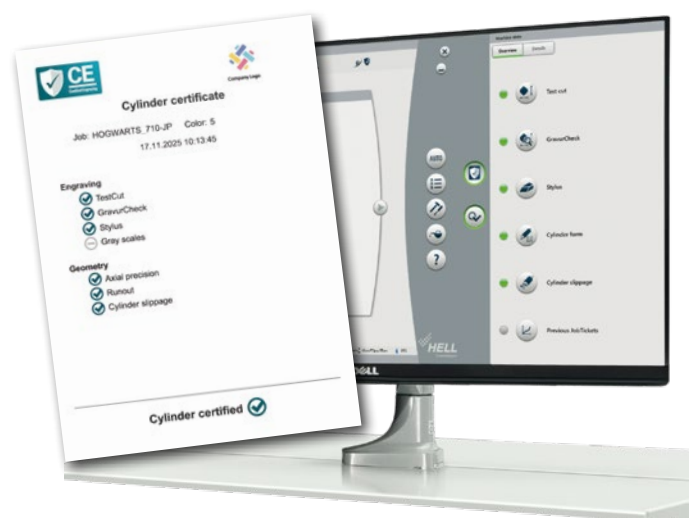 CE
Company Logo
Cylinder certificate
Job: HOGWARTS_710-JP Color: 5
17.11.2025 10:13:45
Engraving
TestCut
GravurCheck
Stylus
Gray scales
Geometry
Axial precision
Runout
Cylinder slippage
Cylinder certified
Overview
Details
AUTO
?
Test cut
GravurCheck
Stylus
Cylinder form
Cylinder slippage
Previous JobTickets
HELL
DELL